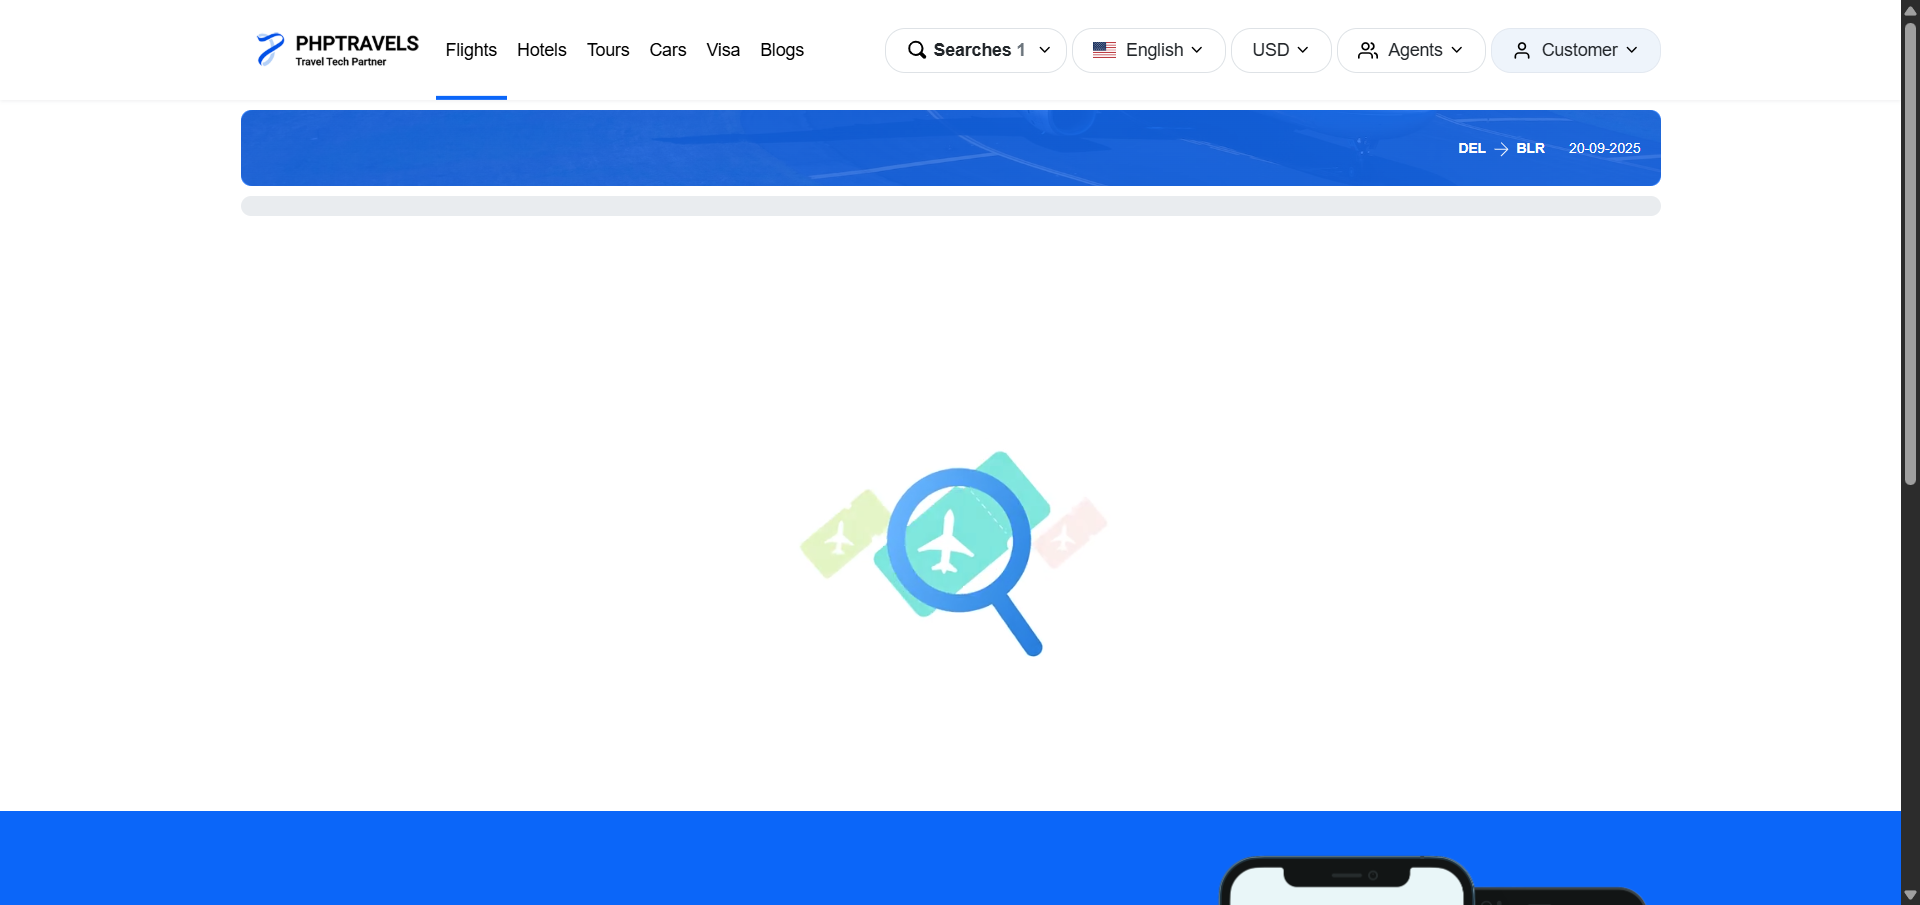 PHPTRAVELS
Travel Tech Partner
Flights Hotels Tours Cars Visa Blogs
Searches 1
English
USD
Agents
Customer
DEL → BLR 20-09-2025